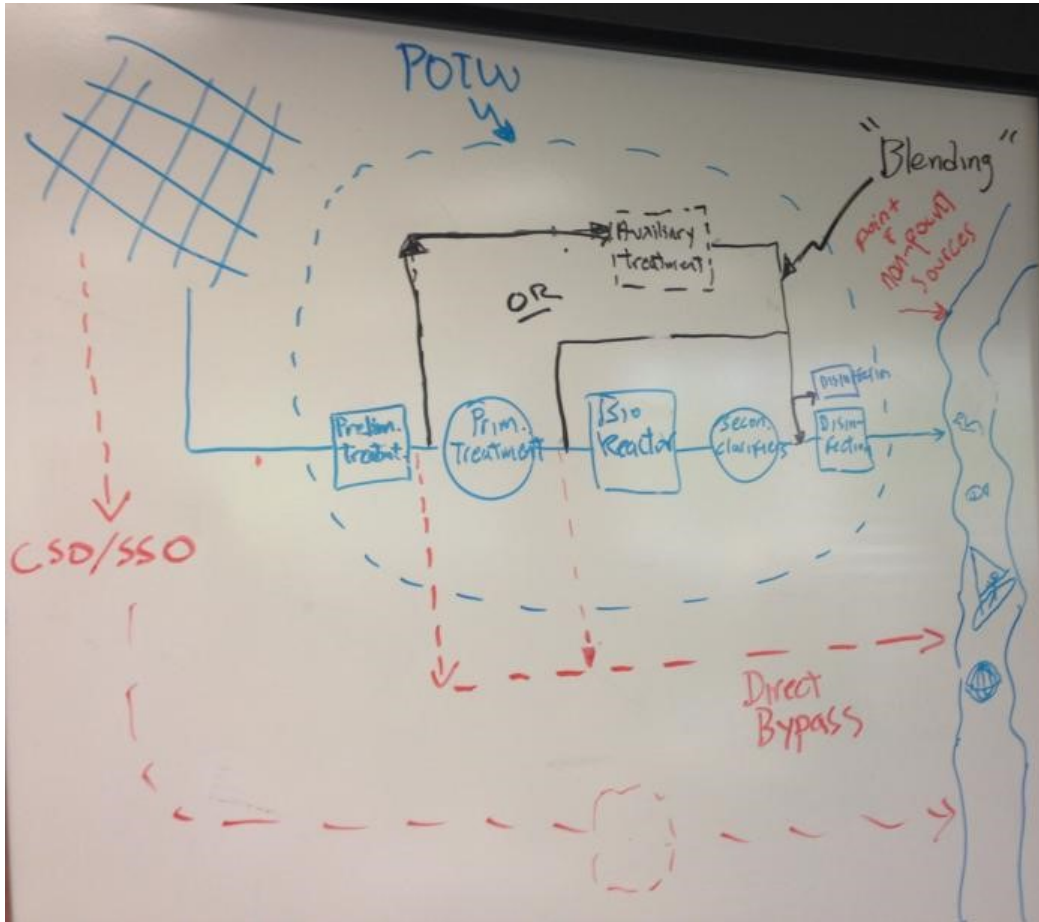 POTW
"Blending"
Point
&
non-point
sources
Auxiliary
treatment
OR
Disinfection
Prelim.
Treatmt.
Prim.
Treatment
Bio
Reactor
Secon.
clarifiers
Disin-
fection
CSO/SSO
Direct
Bypass